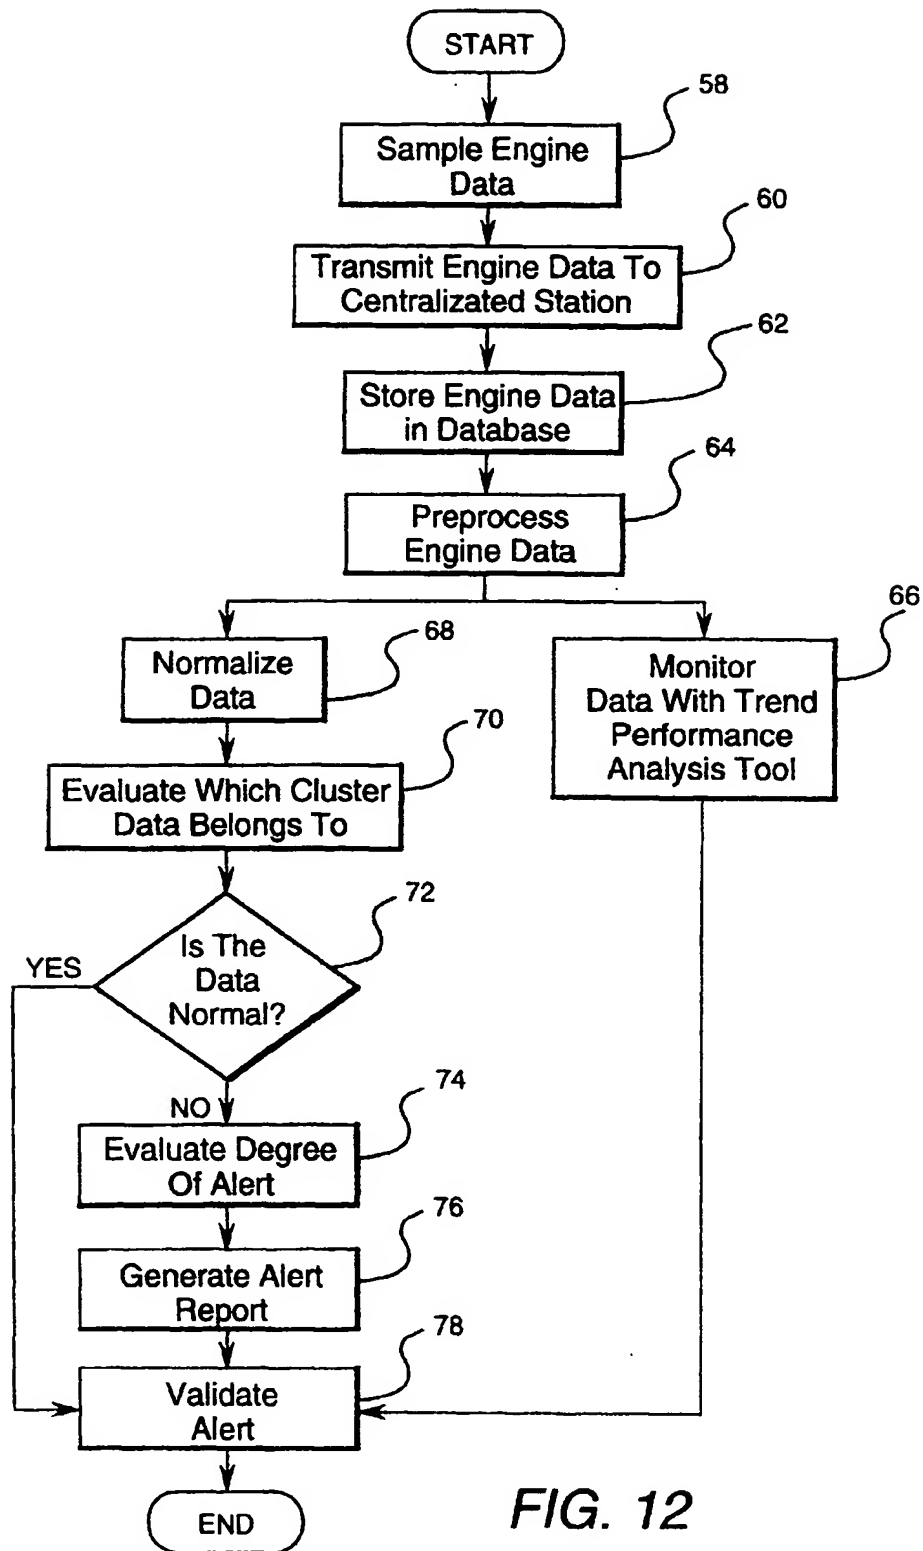 START
58
Sample Engine
Data
60
Transmit Engine Data To
Centralizated Station
62
Store Engine Data
in Database
64
Preprocess
Engine Data
66
68
Normalize
Data
Monitor
Data With Trend
Performance
Analysis Tool
70
Evaluate Which Cluster
Data Belongs To
72
Is The
Data
Normal?
YES
NO
74
Evaluate Degree
Of Alert
76
Generate Alert
Report
78
Validate
Alert
END
FIG. 12